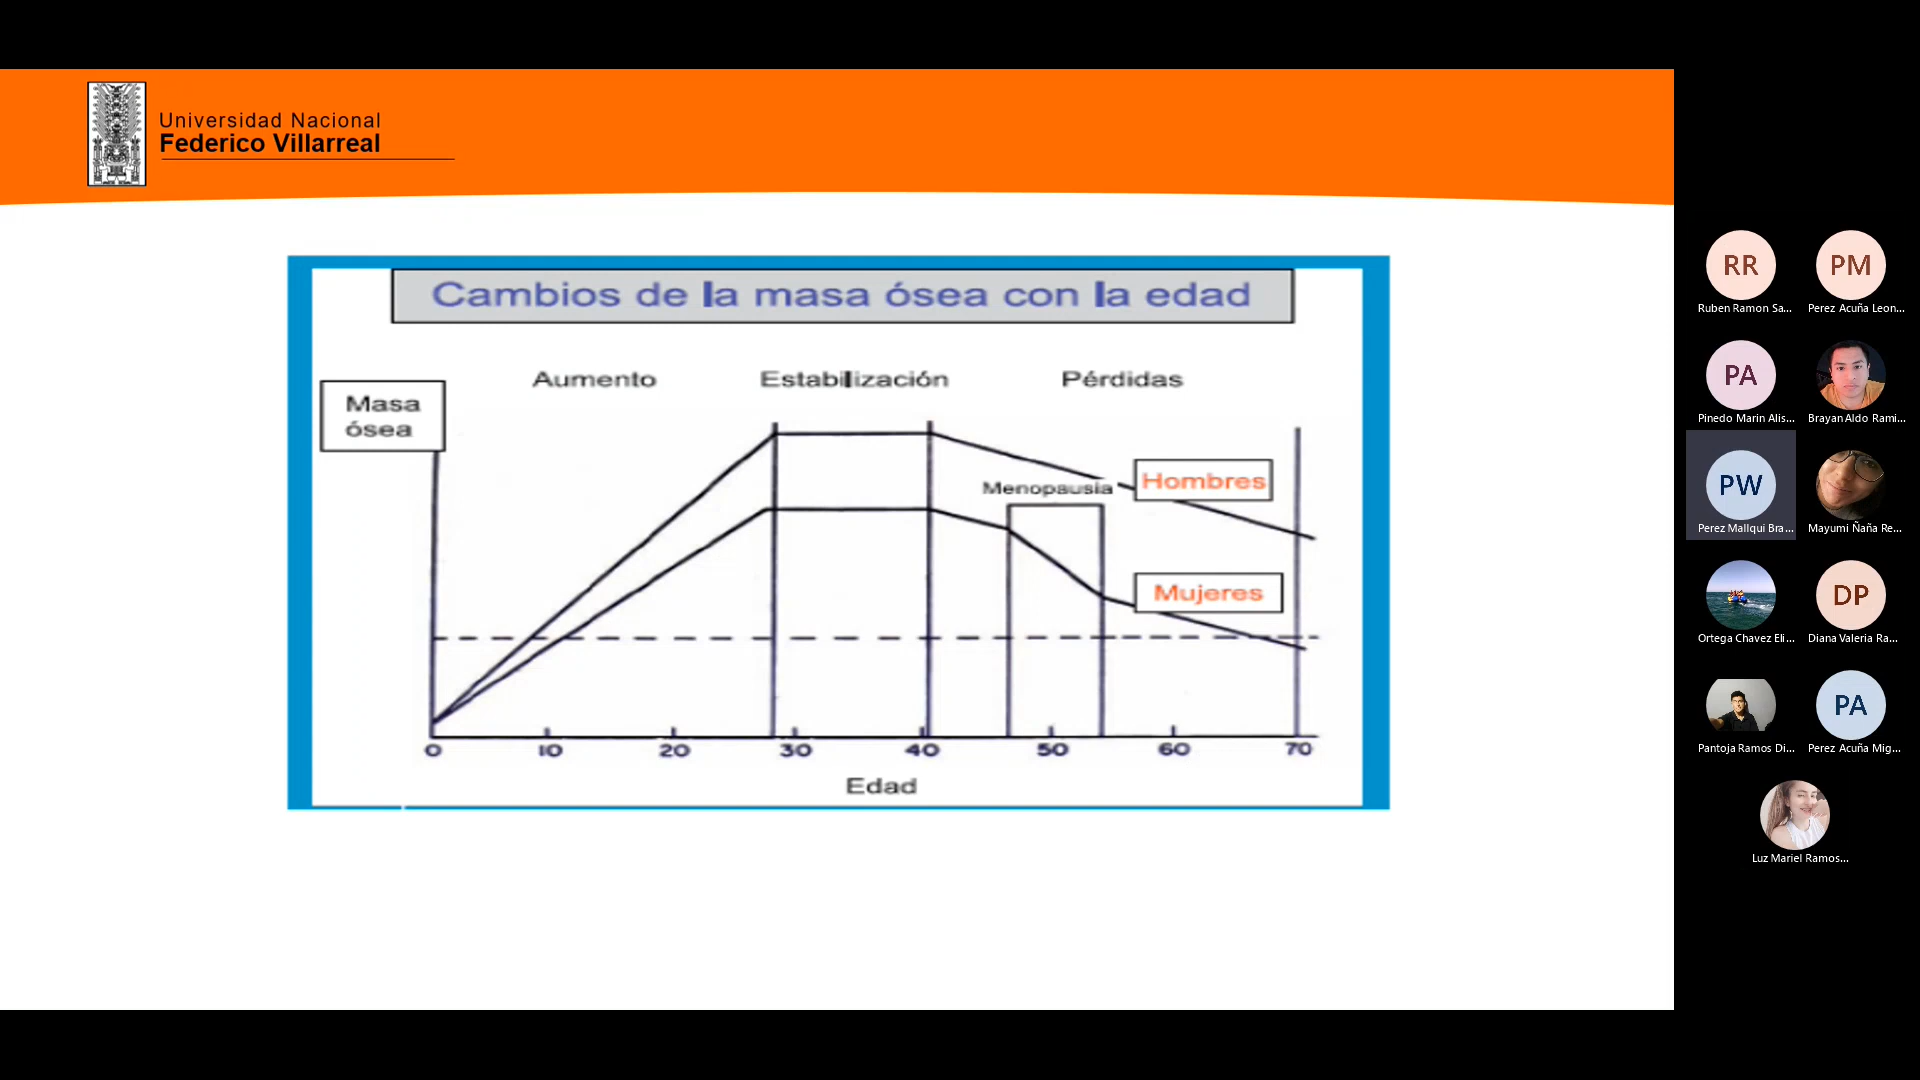 Universidad Nacional
Federico Villarreal
Cambios de la masa ósea con la edad
Aumento
Estabilización
Pérdidas
Masa
ósea
Menopausia
Hombres
Mujeres
0 10 20 30 40 50 60 70
Edad
RR
Ruben Ramon Sa...
PM
Perez Acuña Leon...
PA
Pinedo Marin Alis...
Brayan Aldo Rami...
PW
Perez Mallqui Bra...
Mayumi Ñaña Re...
Ortega Chavez Eli...
DP
Diana Valeria Ra...
Pantoja Ramos Di...
PA
Perez Acuña Mig...
Luz Mariel Ramos...